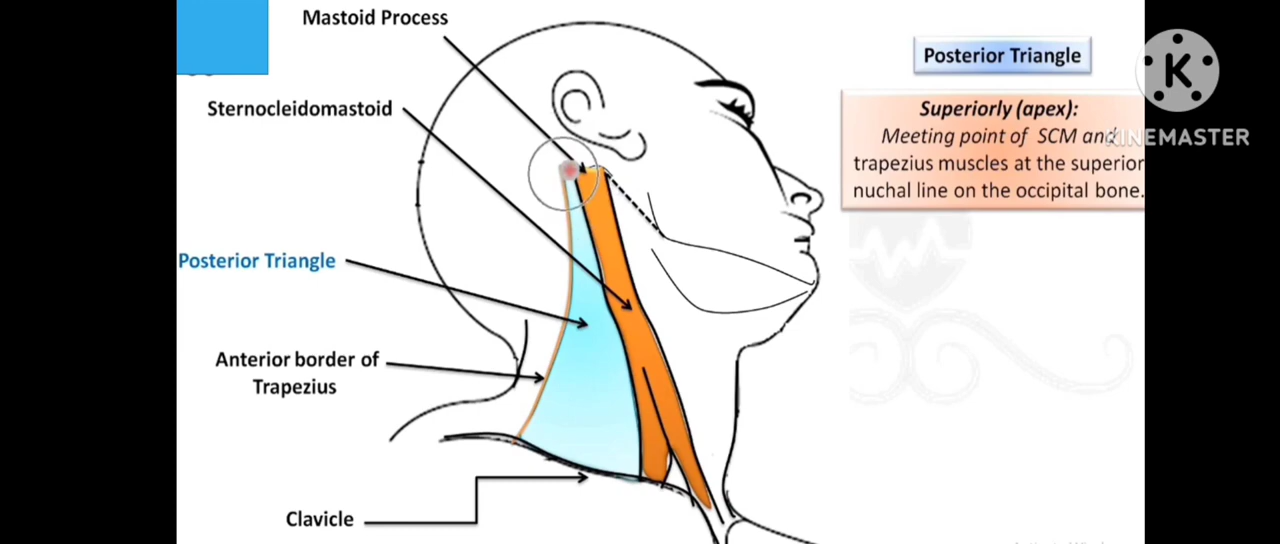 Mastoid Process
Posterior Triangle
K
KINEMASTER
Sternocleidomastoid
Superiorly (apex):
Meeting point of SCM and
trapezius muscles at the superior
nuchal line on the occipital bone.
Posterior Triangle
Anterior border of
Trapezius
Clavicle